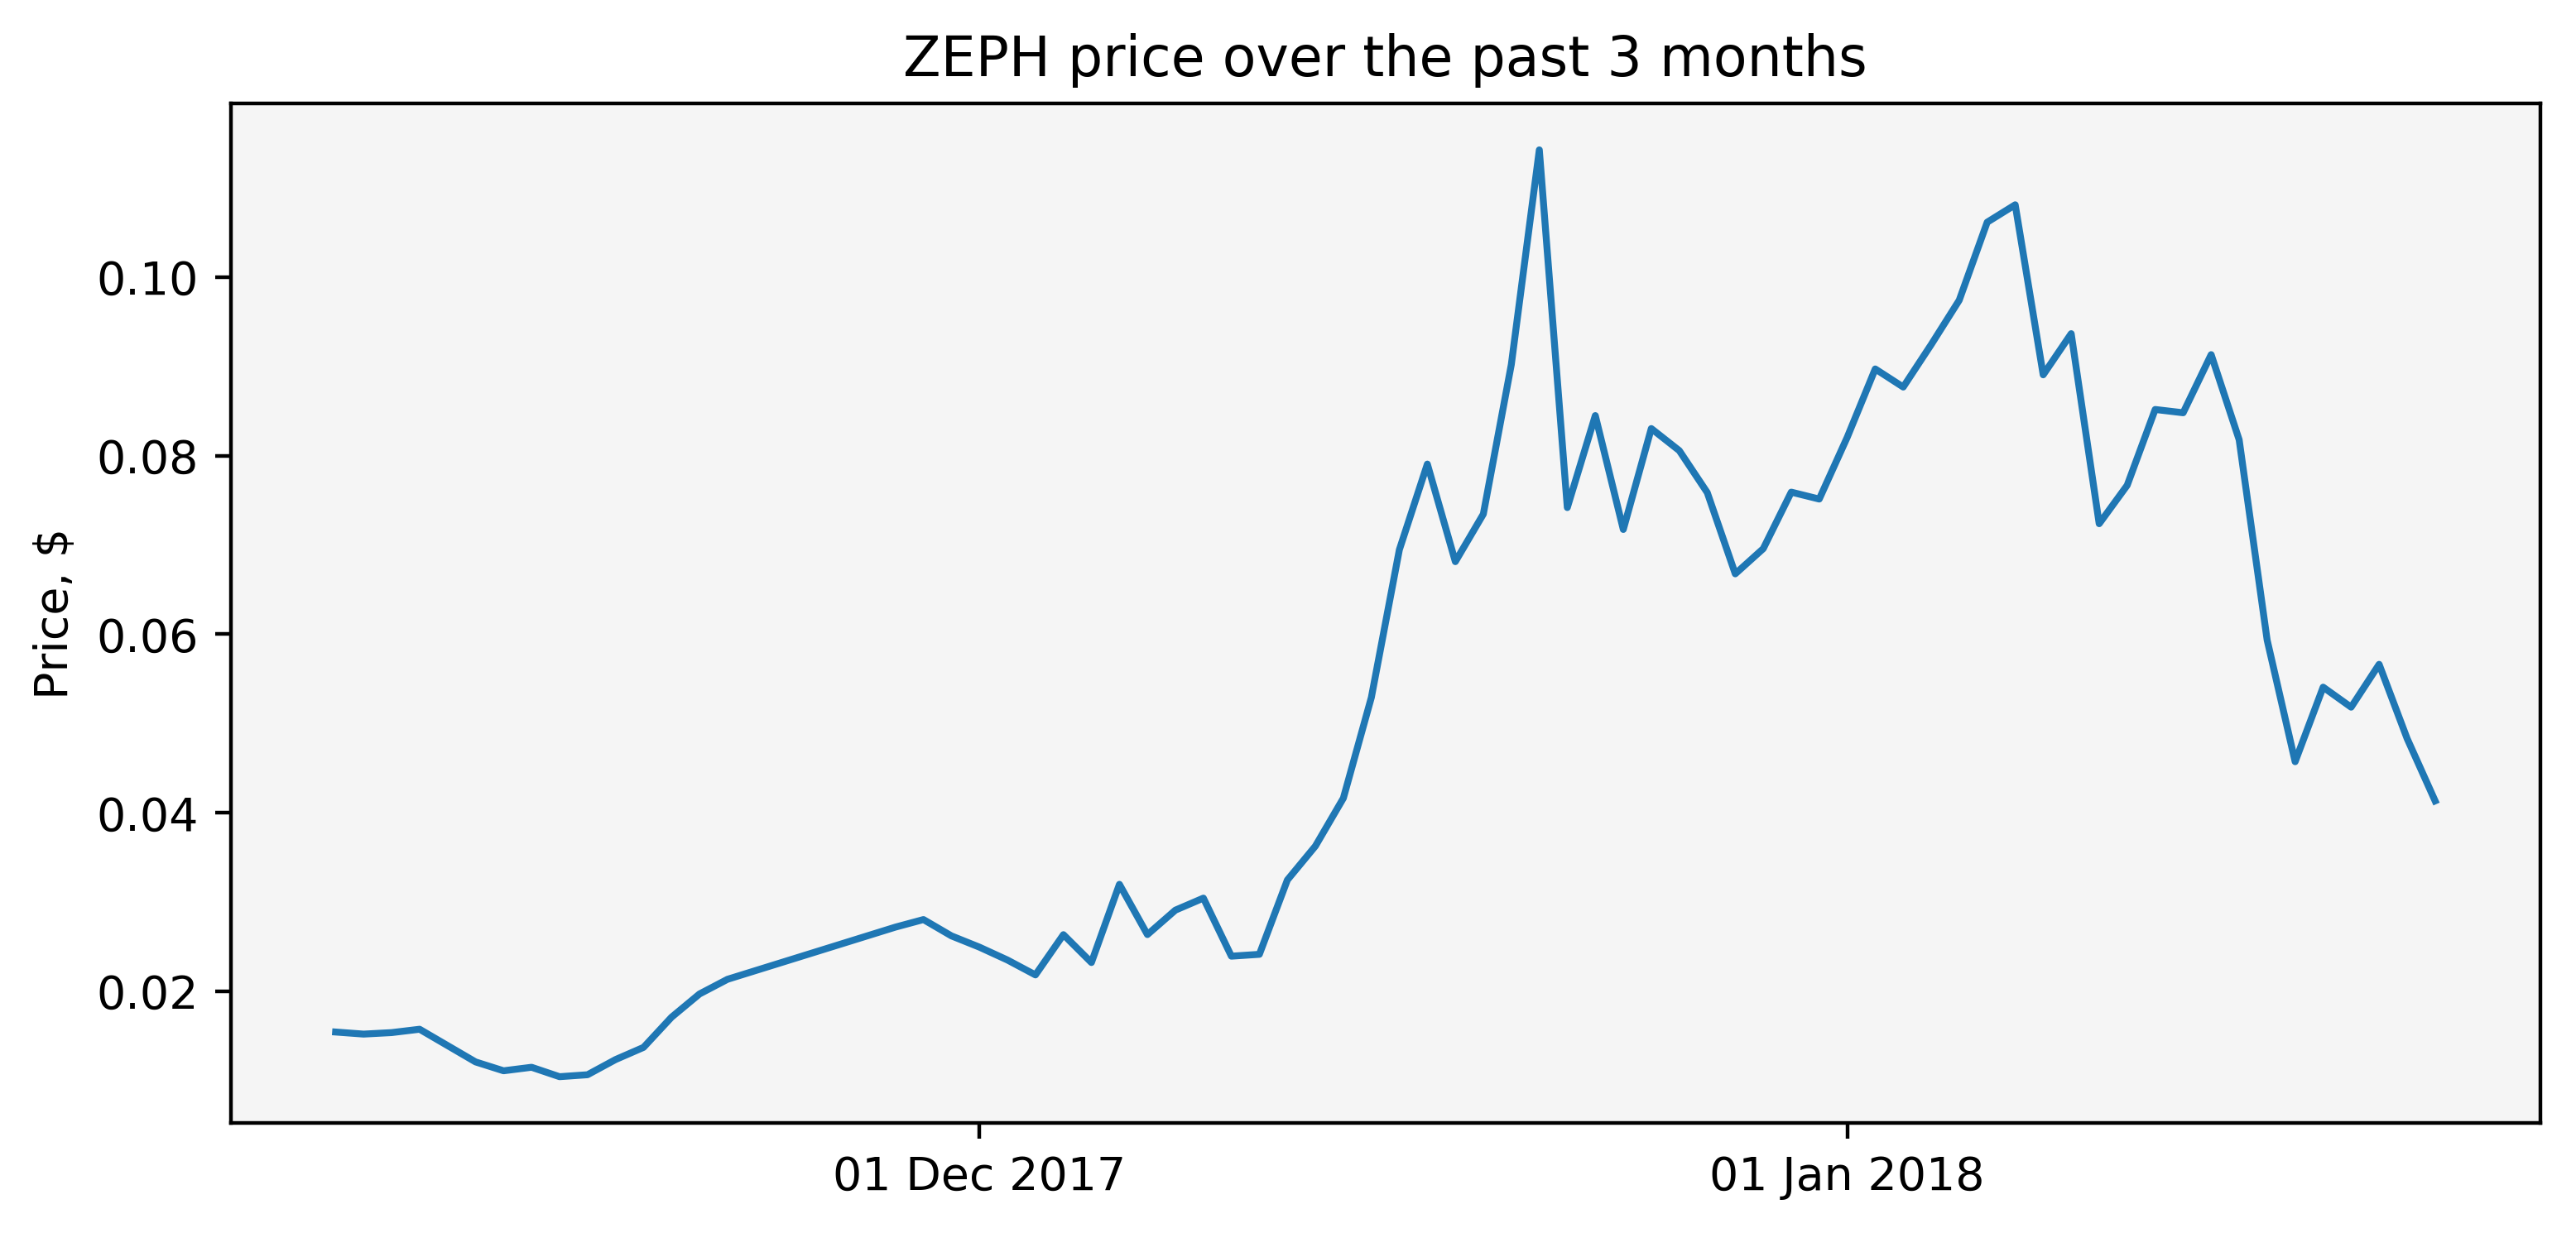 ZEPH price over the past 3 months
Price, $
0.10
0.08
0.06
0.04
0.02
01 Dec 2017
01 Jan 2018